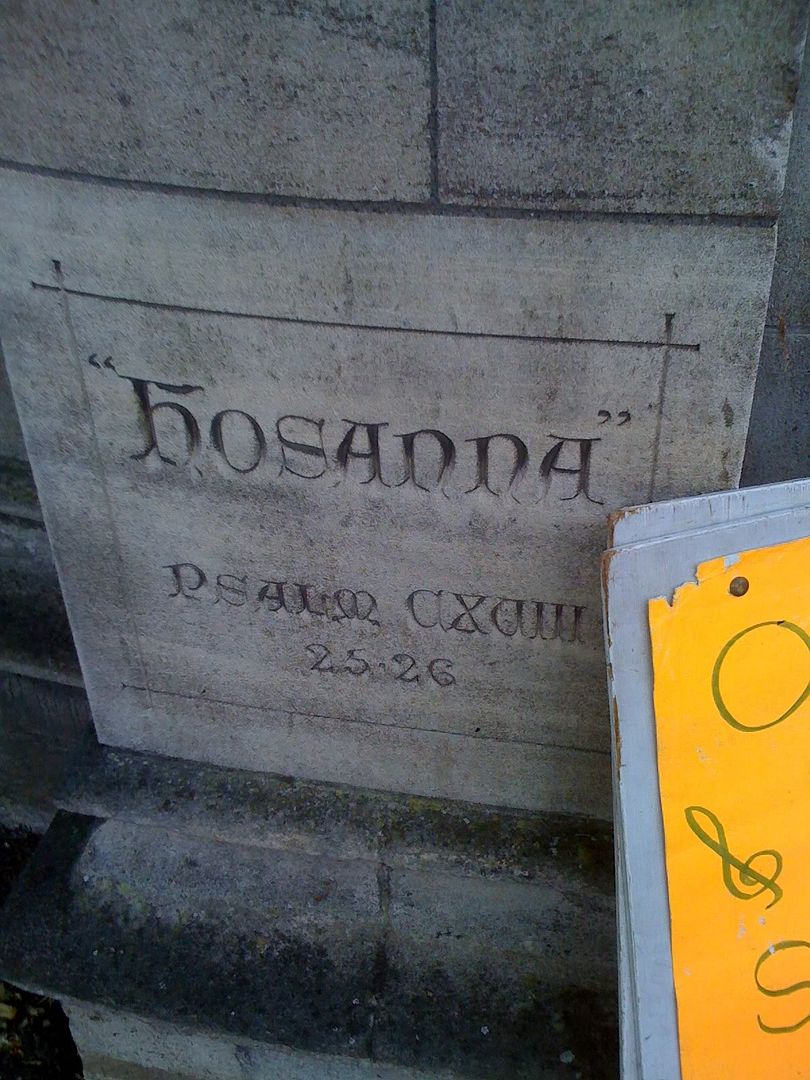 “HOSANNA”
PSALM CXVIII
25·26
O
&
S